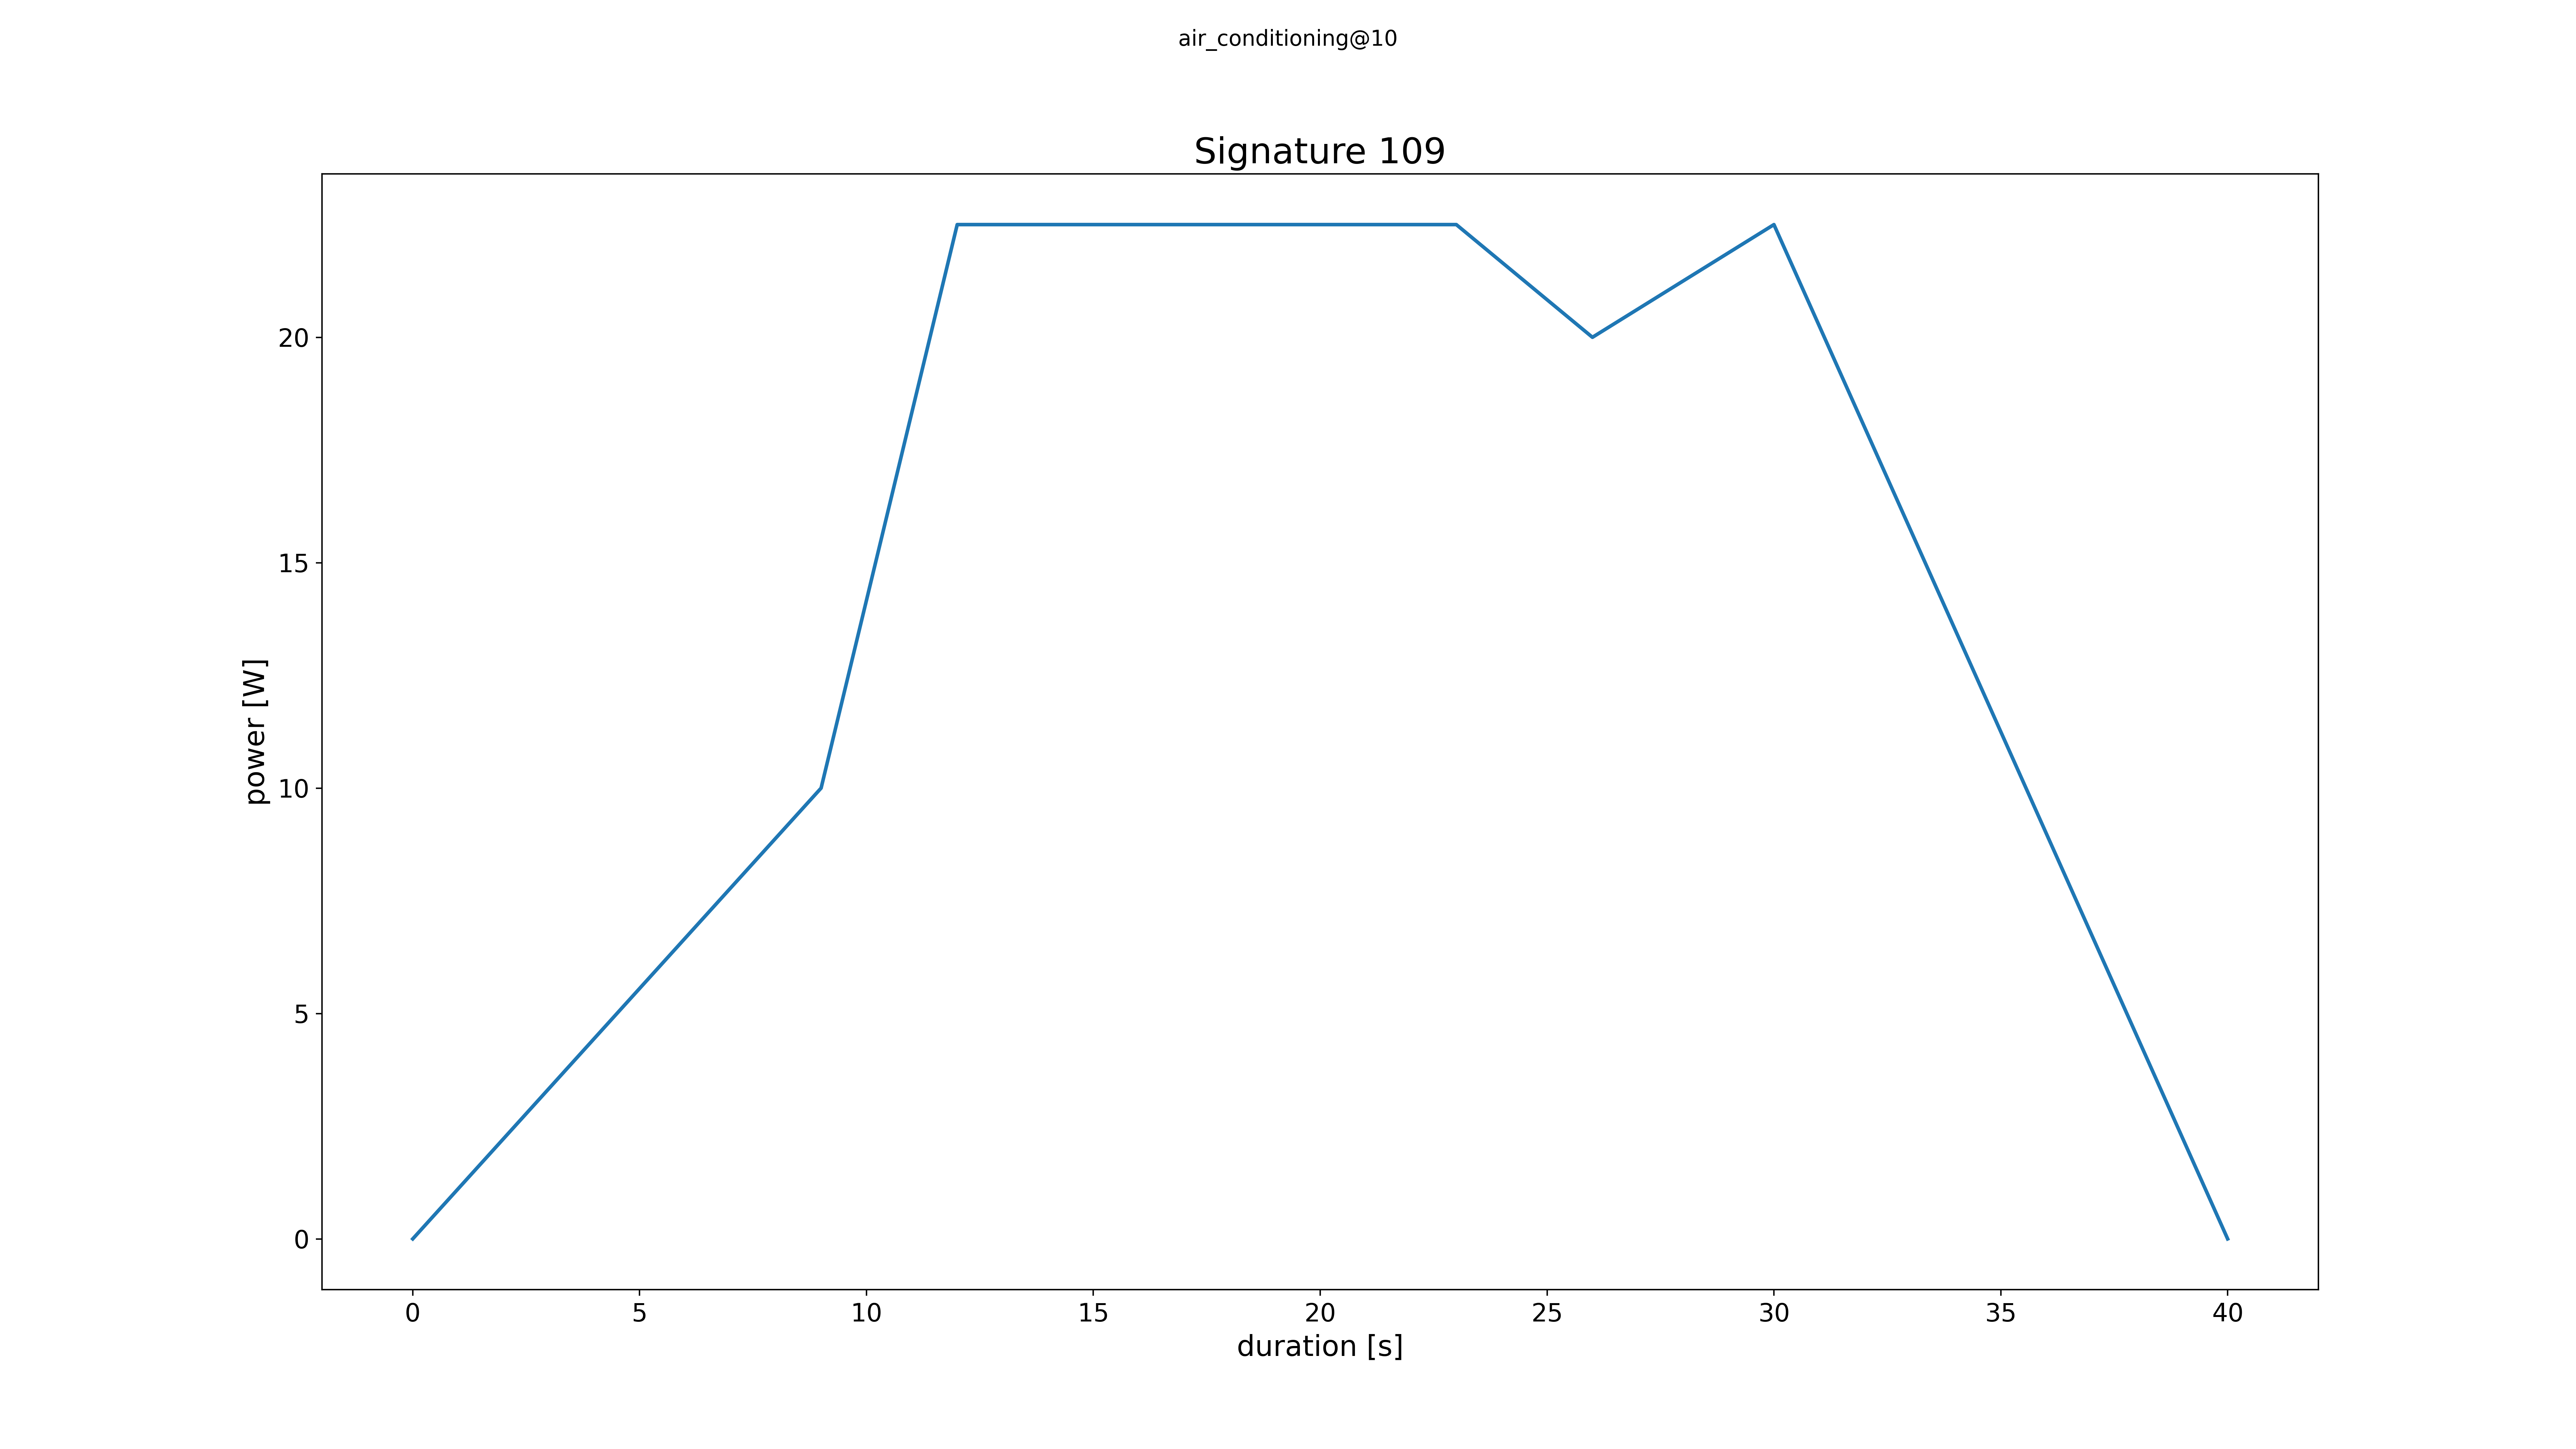 air_conditioning@10
Signature 109
power [W]
20
15
10
5
0
0 5 10 15 20 25 30 35 40
duration [s]